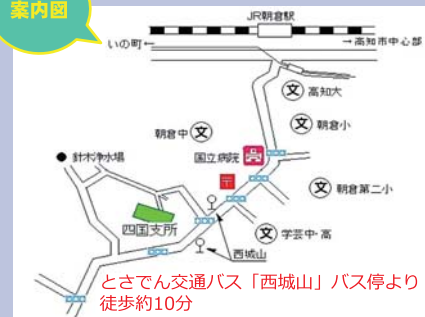 案内図
JR朝倉駅
いの町←
→高知市中心部
文 高知大
文 朝倉小
朝倉中 文
国立病院
● 針木浄水場
〒
文 朝倉第二小
四国支所
文 学芸中・高
西城山
とさでん交通バス「西城山」バス停より
徒歩約10分